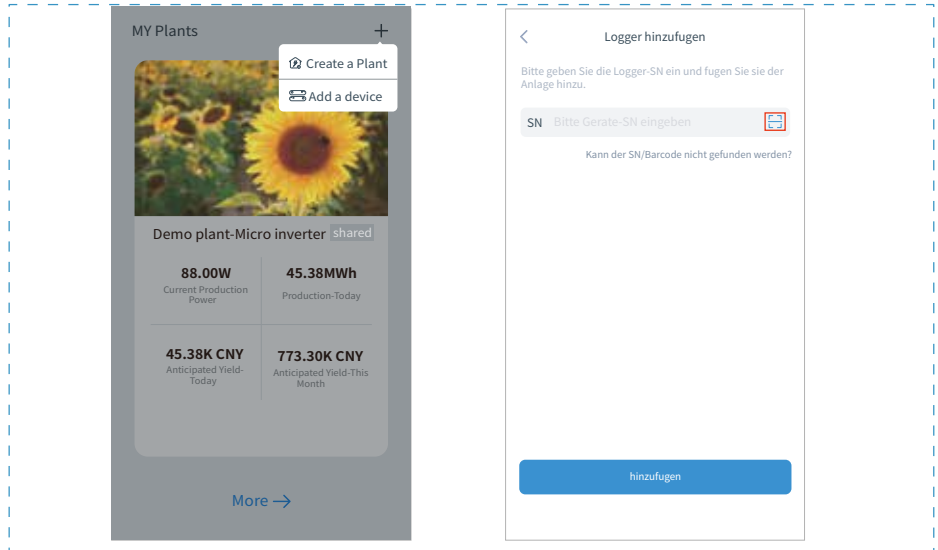 MY Plants
Create a Plant
Add a device
Demo plant-Micro inverter shared
88.00W
Current Production
Power
45.38MWh
Production-Today
45.38K CNY
Anticipated Yield-
Today
773.30K CNY
Anticipated Yield-This
Month
More
Logger hinzufugen
Bitte geben Sie die Logger-SN ein und fugen Sie sie der
Anlage hinzu.
SN Bitte Gerate-SN eingeben
Kann der SN/Barcode nicht gefunden werden?
hinzufugen